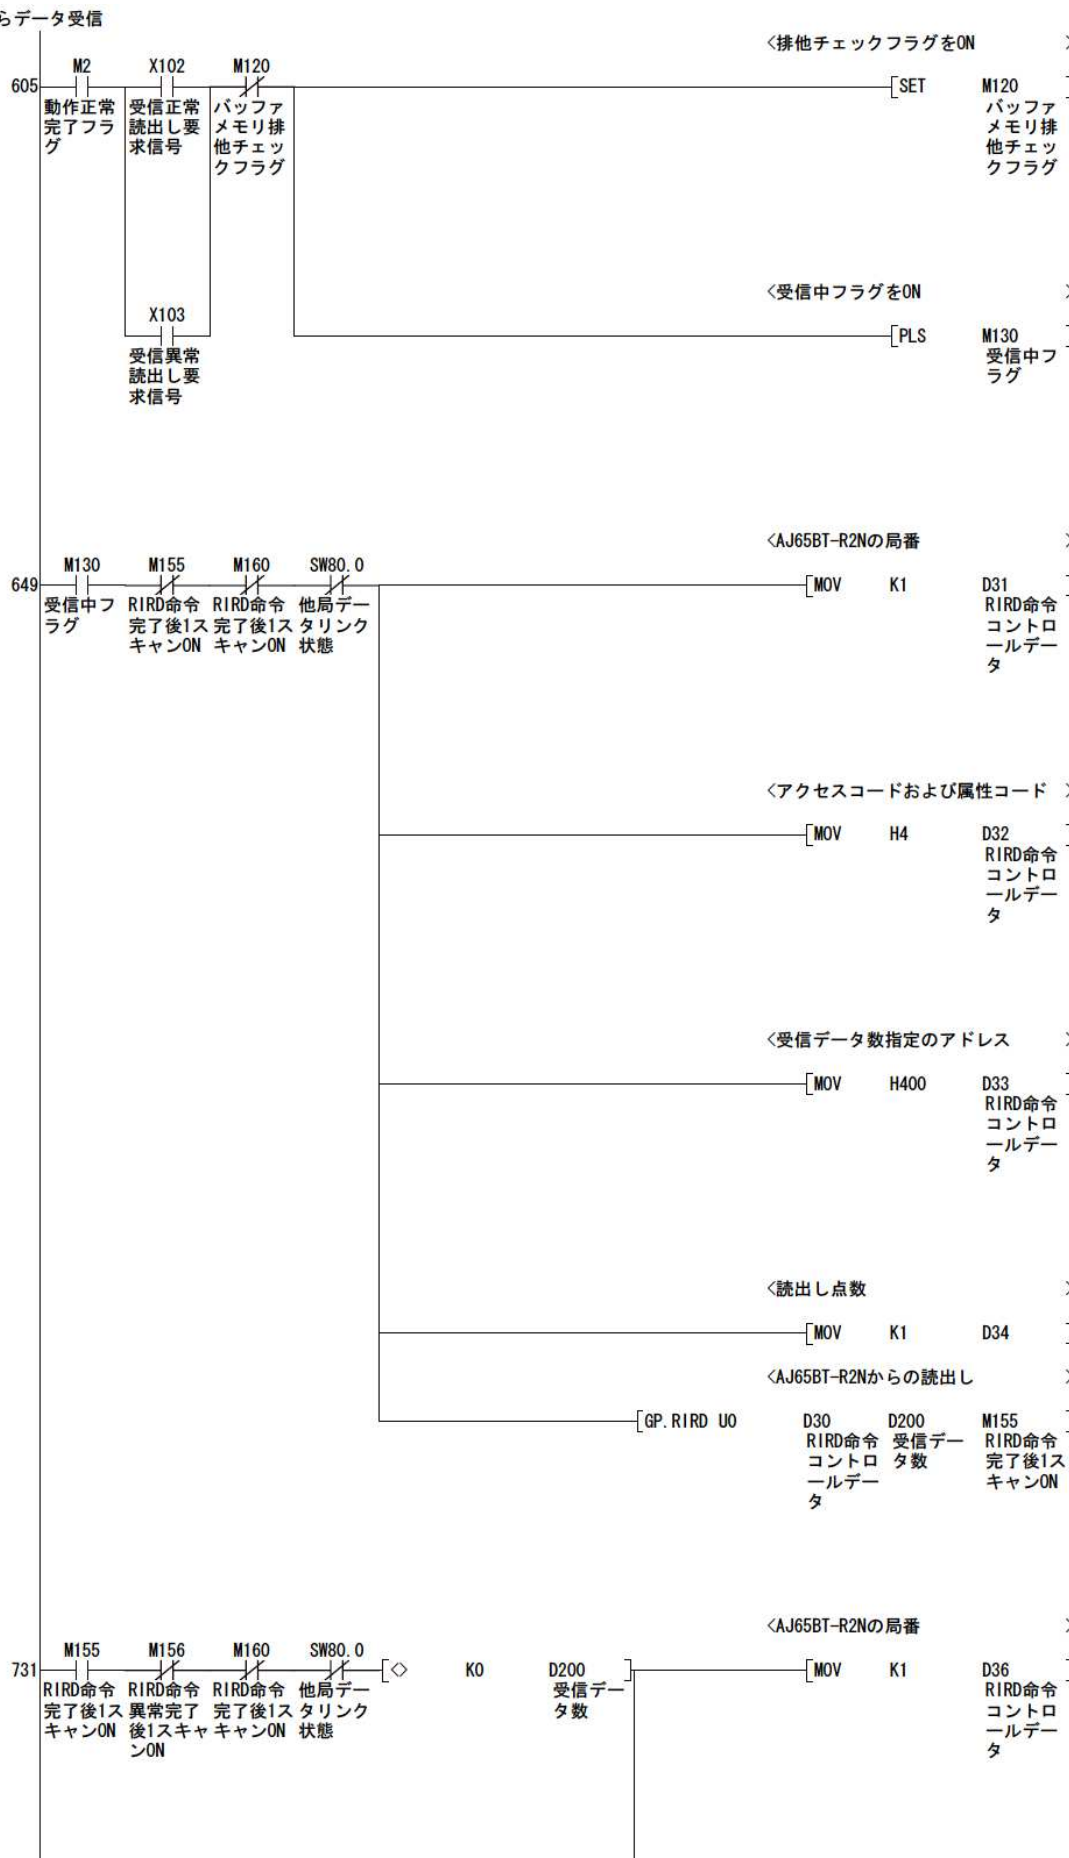 らデータ受信
<排他チェックフラグをON >
M2 X102 M120
605 [SET M120 ]
動作正常 受信正常 バッファ バッファ
完了フラ 読出し要 メモリ排 メモリ排
グ 求信号 他チェッ 他チェッ
クフラグ クフラグ
<受信中フラグをON >
X103
[PLS M130 ]
受信異常 受信中フ
読出し要 ラグ
求信号
<AJ65BT-R2Nの局番 >
M130 M155 M160 SW80.0
649 [MOV K1 D31 ]
受信中フ RIRD命令 RIRD命令 他局デー RIRD命令
ラグ 完了後1ス 完了後1ス タリンク コントロ
キャンON キャンON 状態 ールデー
タ
<アクセスコードおよび属性コード >
[MOV H4 D32 ]
RIRD命令
コントロ
ールデー
タ
<受信データ数指定のアドレス >
[MOV H400 D33 ]
RIRD命令
コントロ
ールデー
タ
<読出し点数 >
[MOV K1 D34 ]
<AJ65BT-R2Nからの読出し >
[GP.RIRD U0 D30 D200 M155 ]
RIRD命令 受信デー RIRD命令
コントロ タ数 完了後1ス
ールデー キャンON
タ
<AJ65BT-R2Nの局番 >
M155 M156 M160 SW80.0
731 [<> K0 D200 ] [MOV K1 D36 ]
RIRD命令 RIRD命令 RIRD命令 他局デー 受信デー RIRD命令
完了後1ス 異常完了 完了後1ス タリンク タ数 コントロ
キャンON 後1スキャ キャンON 状態 ールデー
ンON タ